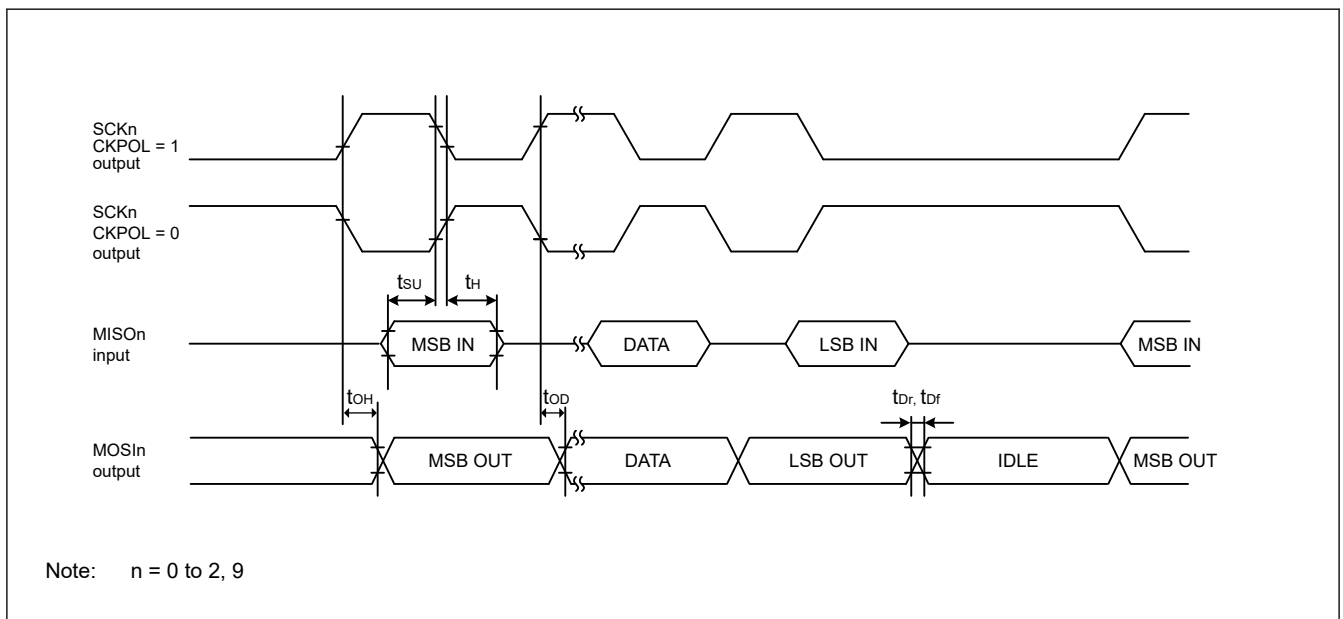 SCKn
CKPOL = 1
output
SCKn
CKPOL = 0
output
tSU
tH
MISOn
input
MSB IN
DATA
LSB IN
MSB IN
tOH
tOD
tDr, tDf
MOSIn
output
MSB OUT
DATA
LSB OUT
IDLE
MSB OUT
Note: n = 0 to 2, 9